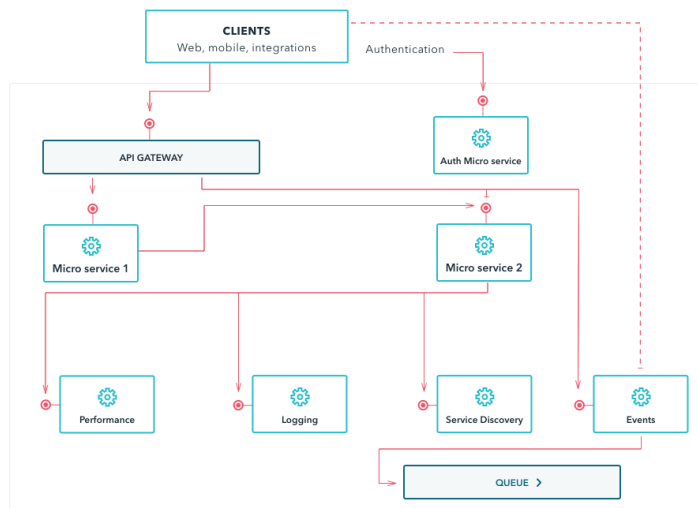 CLIENTS
Web, mobile, integrations
Authentication
API GATEWAY
Auth Micro service
Micro service 1
Micro service 2
Performance
Logging
Service Discovery
Events
QUEUE